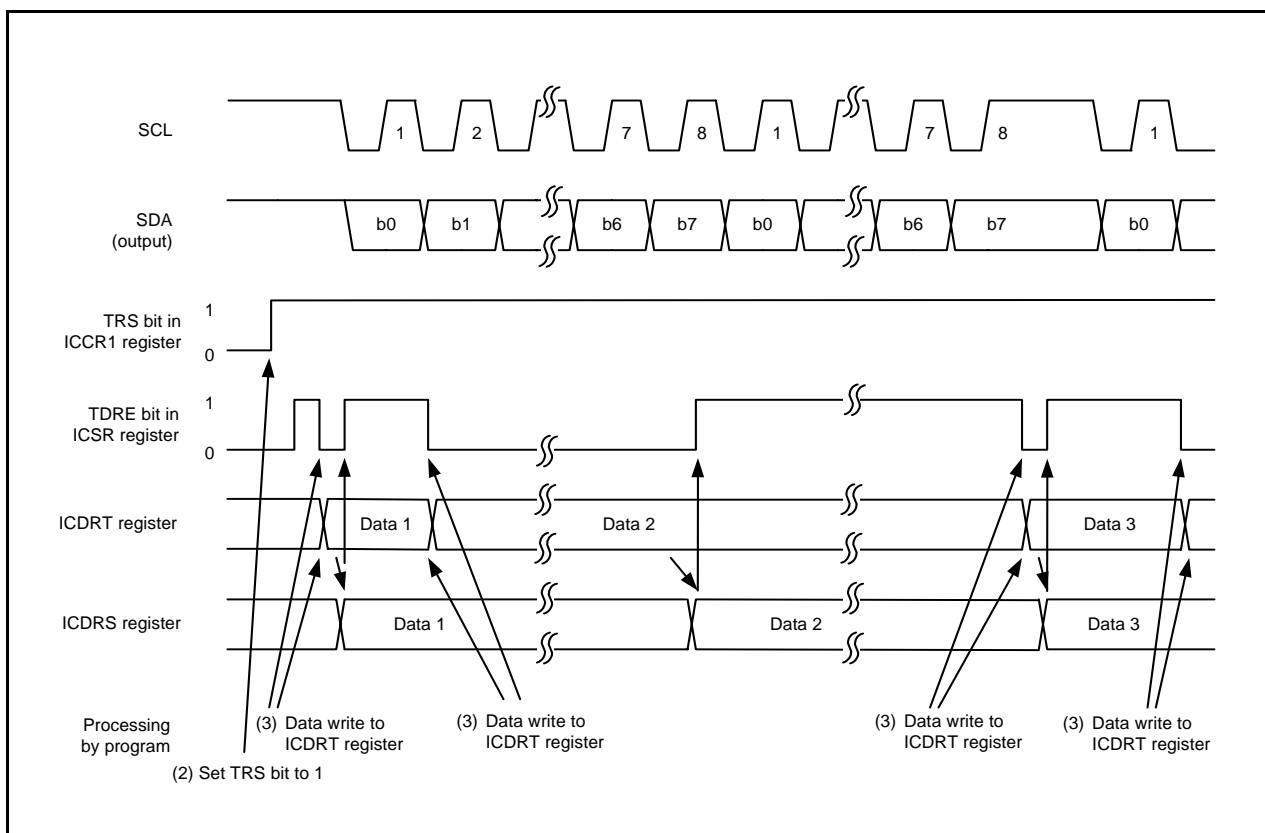 SCL
1 2 7 8 1 7 8 1
SDA
(output)
b0 b1 b6 b7 b0 b6 b7 b0
TRS bit in
ICCR1 register
1
0
TDRE bit in
ICSR register
1
0
ICDRT register
Data 1 Data 2 Data 3
ICDRS register
Data 1 Data 2 Data 3
Processing
by program
(3) Data write to
ICDRT register
(3) Data write to
ICDRT register
(3) Data write to
ICDRT register
(3) Data write to
ICDRT register
(2) Set TRS bit to 1